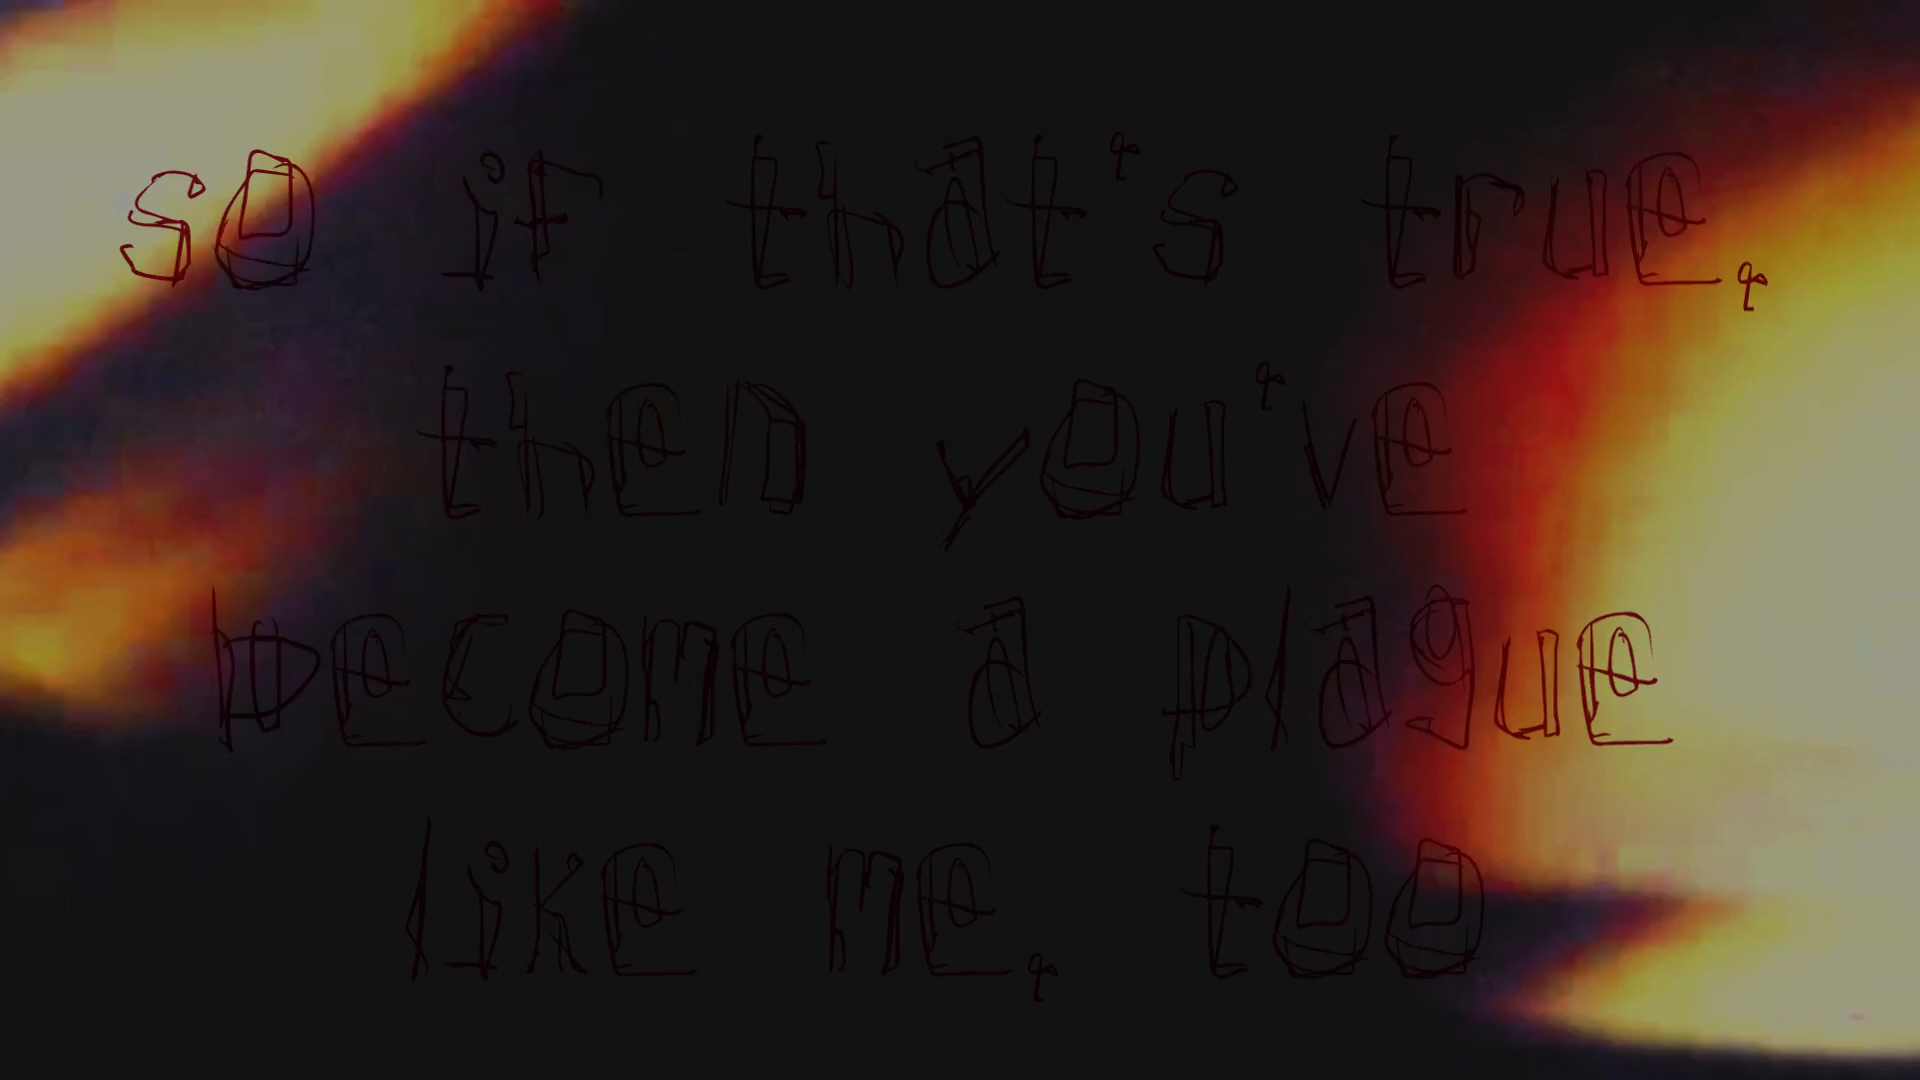 so if that's true,
then you've
become a plague
like me, too